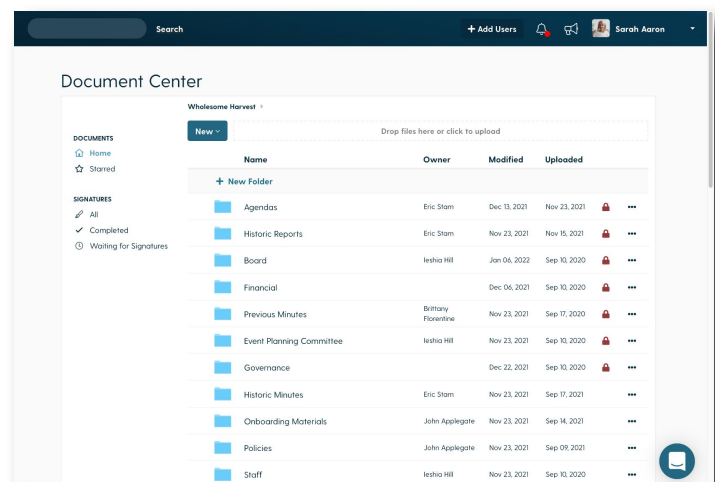 Search
+ Add Users
Sarah Aaron
Document Center
Wholesome Harvest
DOCUMENTS
Home
Starred
SIGNATURES
All
Completed
Waiting for Signatures
New
Drop files here or click to upload
Name Owner Modified Uploaded
+ New Folder
Agendas Eric Stam Dec 13, 2021 Nov 23, 2021
Historic Reports Eric Stam Nov 23, 2021 Nov 15, 2021
Board Ieshia Hill Jan 06, 2022 Sep 10, 2020
Financial Dec 06, 2021 Sep 10, 2020
Previous Minutes Brittany Florentine Nov 23, 2021 Sep 17, 2020
Event Planning Committee Ieshia Hill Nov 23, 2021 Sep 10, 2020
Governance Dec 22, 2021 Sep 10, 2020
Historic Minutes Eric Stam Nov 23, 2021 Sep 17, 2021
Onboarding Materials John Applegate Nov 23, 2021 Sep 14, 2021
Policies John Applegate Nov 23, 2021 Sep 09, 2021
Staff Ieshia Hill Nov 23, 2021 Sep 10, 2020